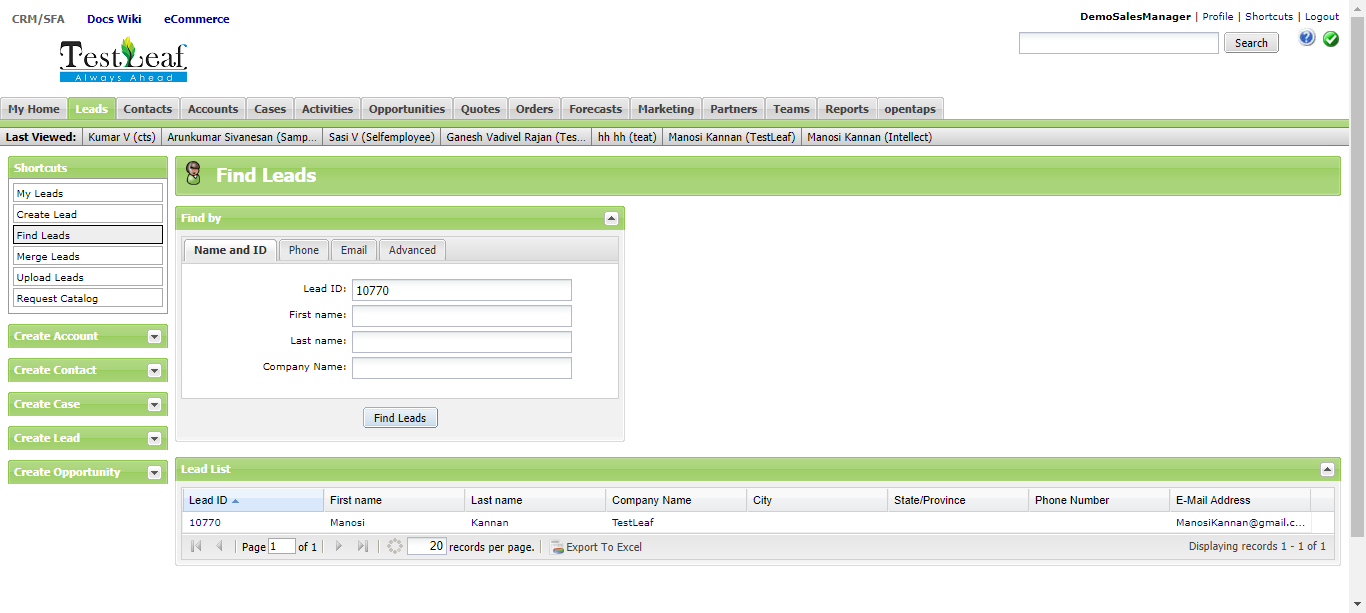 CRM/SFA Docs Wiki eCommerce
DemoSalesManager | Profile | Shortcuts | Logout
TestLeaf
Always Ahead
Search
?
My Home Leads Contacts Accounts Cases Activities Opportunities Quotes Orders Forecasts Marketing Partners Teams Reports opentaps
Last Viewed: Kumar V (cts) Arunkumar Sivanesan (Samp... Sasi V (Selfemployee) Ganesh Vadivel Rajan (Tes... hh hh (teat) Manosi Kannan (TestLeaf) Manosi Kannan (Intellect)
Shortcuts
My Leads
Create Lead
Find Leads
Merge Leads
Upload Leads
Request Catalog
Create Account
Create Contact
Create Case
Create Lead
Create Opportunity
Find Leads
Find by
Name and ID Phone Email Advanced
Lead ID: 10770
First name:
Last name:
Company Name:
Find Leads
Lead List
Lead ID First name Last name Company Name City State/Province Phone Number E-Mail Address
10770 Manosi Kannan TestLeaf ManosiKannan@gmail.c...
Page 1 of 1 20 records per page. Export To Excel Displaying records 1 - 1 of 1